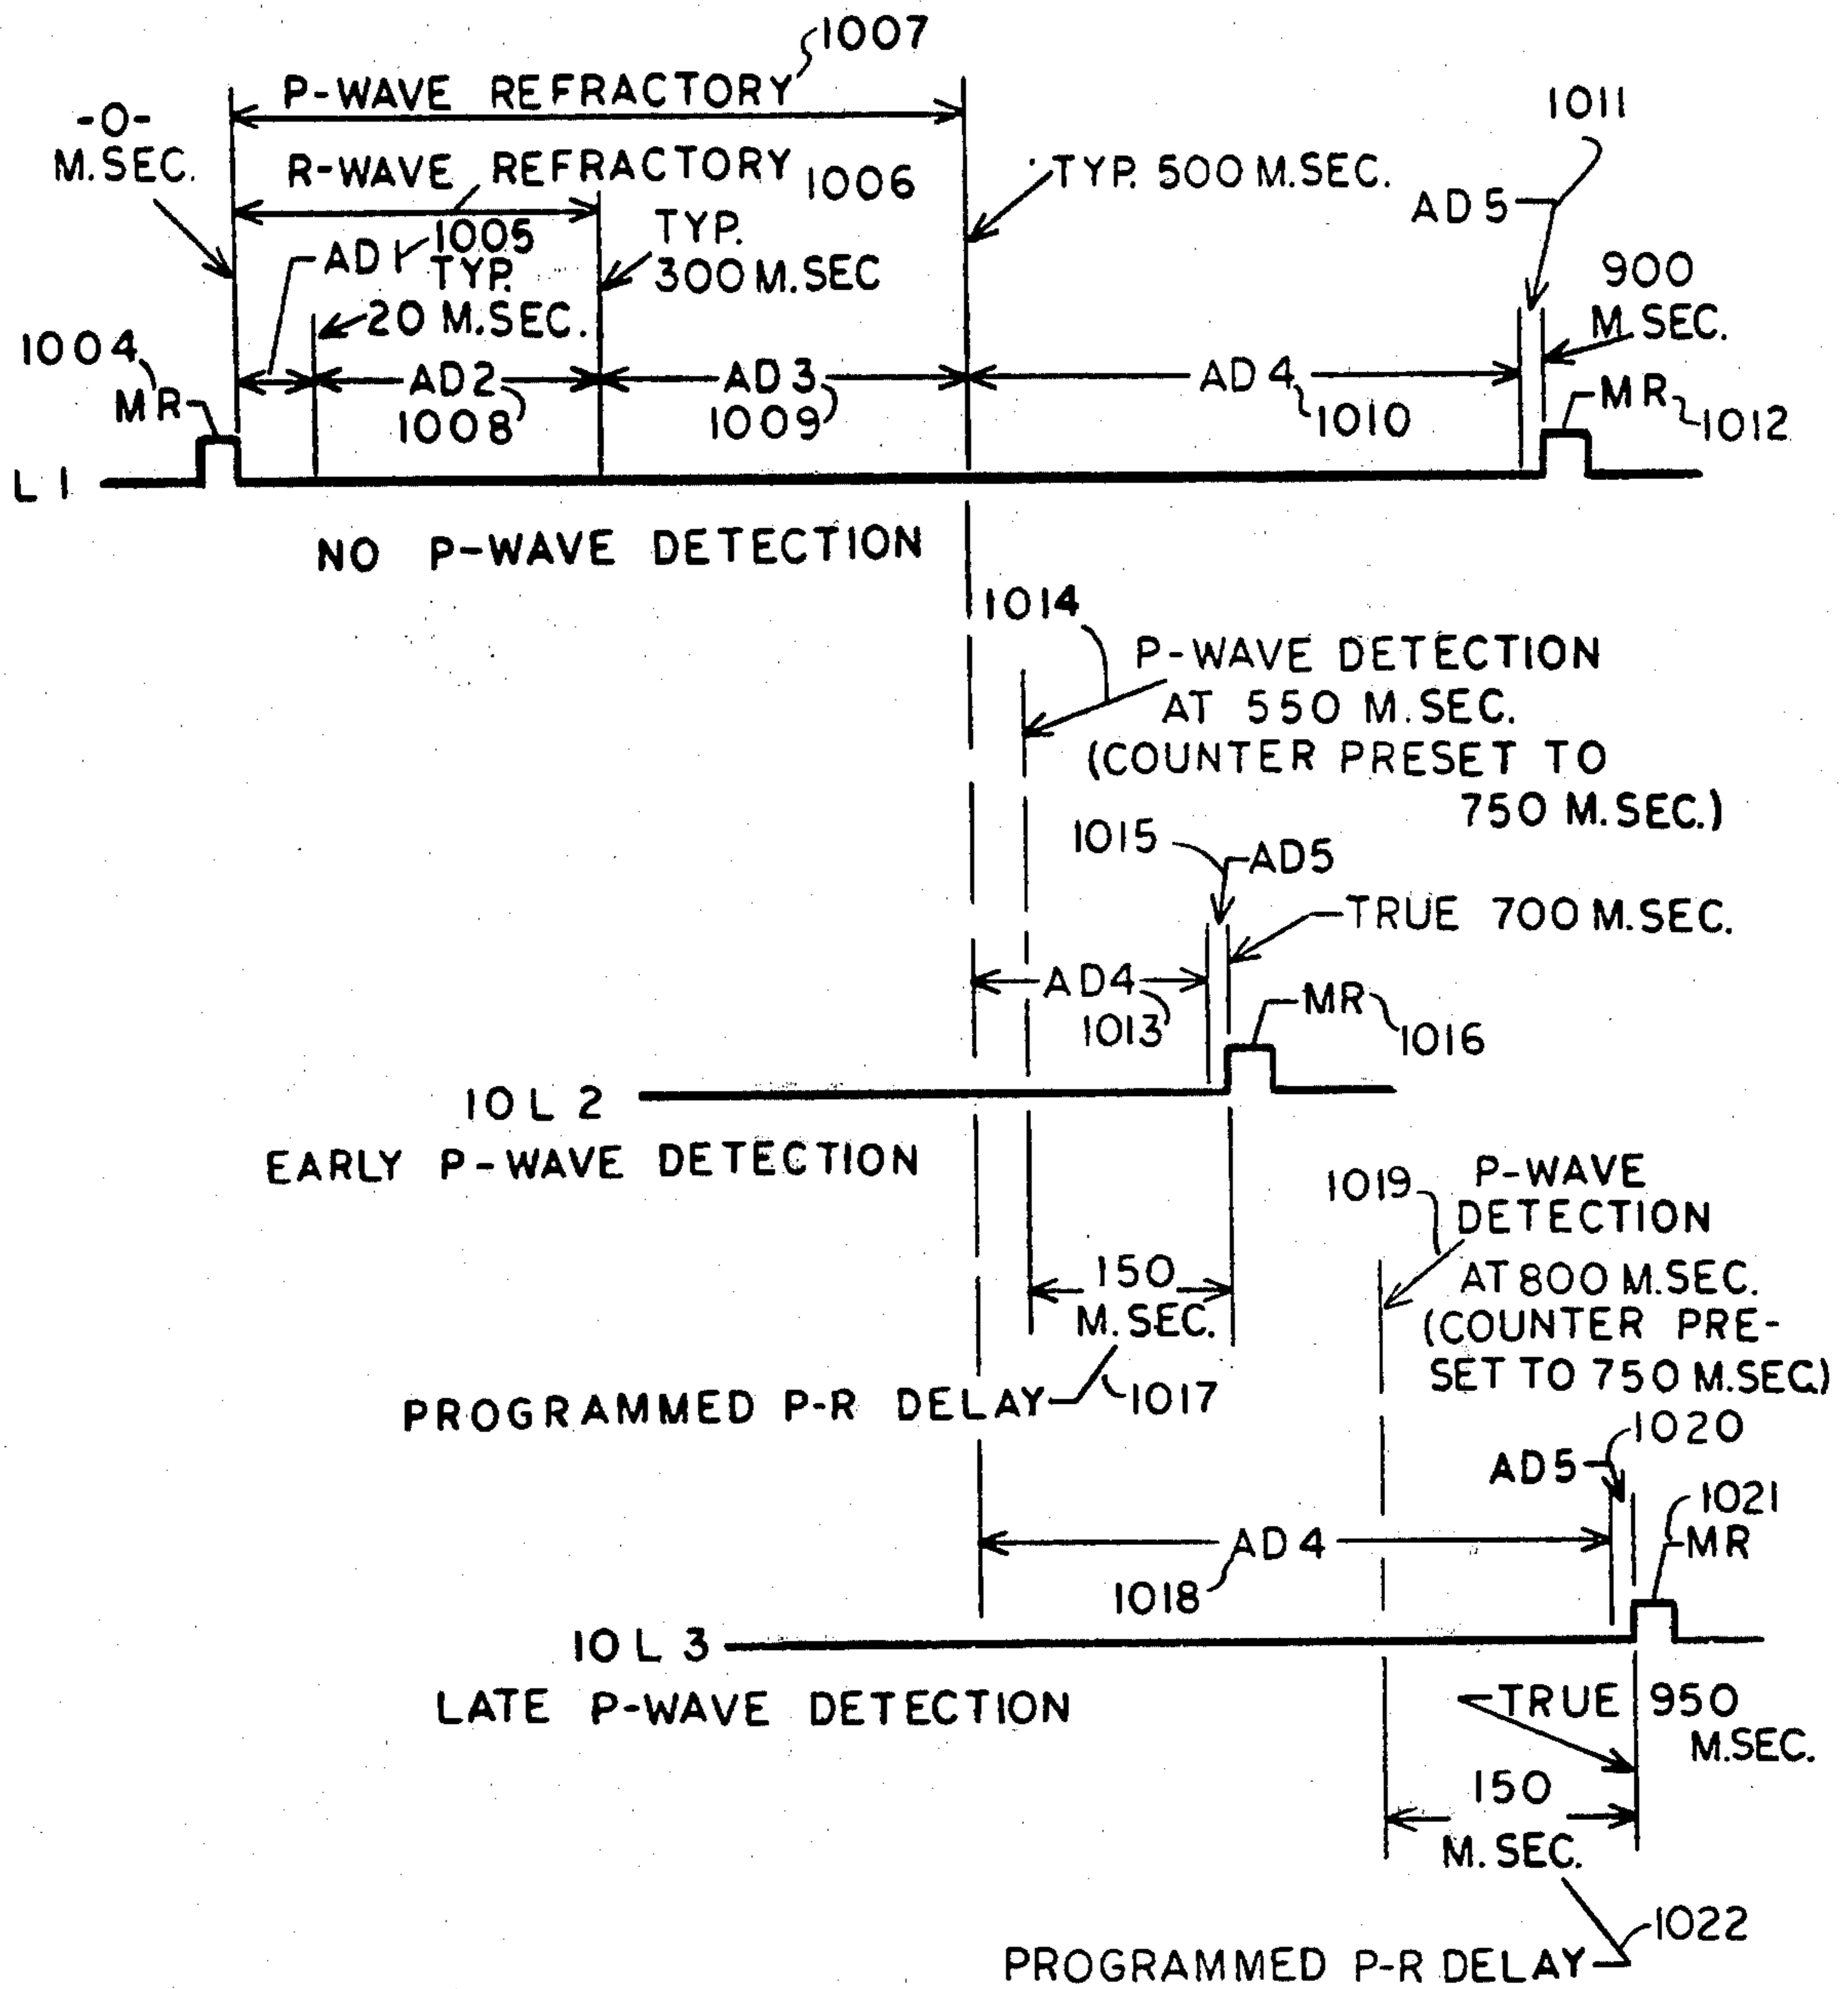 1007
P-WAVE REFRACTORY
-0-
M.SEC.
1011
R-WAVE REFRACTORY 1006
TYP. 500 M.SEC.
AD5
AD1 1005
TYP.
20 M.SEC.
TYP.
300 M.SEC
900
M.SEC.
1004
MR
AD2
1008
AD3
1009
AD4
1010
MR
1012
L1
NO P-WAVE DETECTION
1014
P-WAVE DETECTION
AT 550 M.SEC.
(COUNTER PRESET TO
750 M.SEC.)
1015
AD5
TRUE 700 M.SEC.
AD4
1013
MR
1016
10L2
EARLY P-WAVE DETECTION
1019
P-WAVE
DETECTION
AT 800 M.SEC.
(COUNTER PRE-
SET TO 750 M.SEC.)
150
M.SEC.
PROGRAMMED P-R DELAY
1017
1020
AD5
1021
MR
AD4
1018
10L3
LATE P-WAVE DETECTION
TRUE 950
M.SEC.
150
M.SEC.
1022
PROGRAMMED P-R DELAY